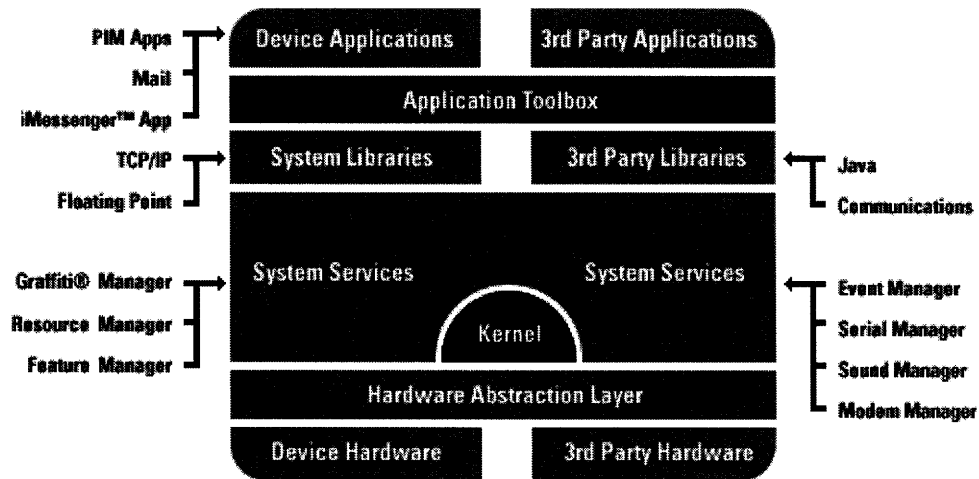 PIM Apps
Mail
iMessenger™ App
Device Applications
3rd Party Applications
Application Toolbox
TCP/IP
Floating Point
System Libraries
3rd Party Libraries
Java
Communications
Graffiti® Manager
Resource Manager
Feature Manager
System Services
System Services
Kernel
Event Manager
Serial Manager
Sound Manager
Modem Manager
Hardware Abstraction Layer
Device Hardware
3rd Party Hardware